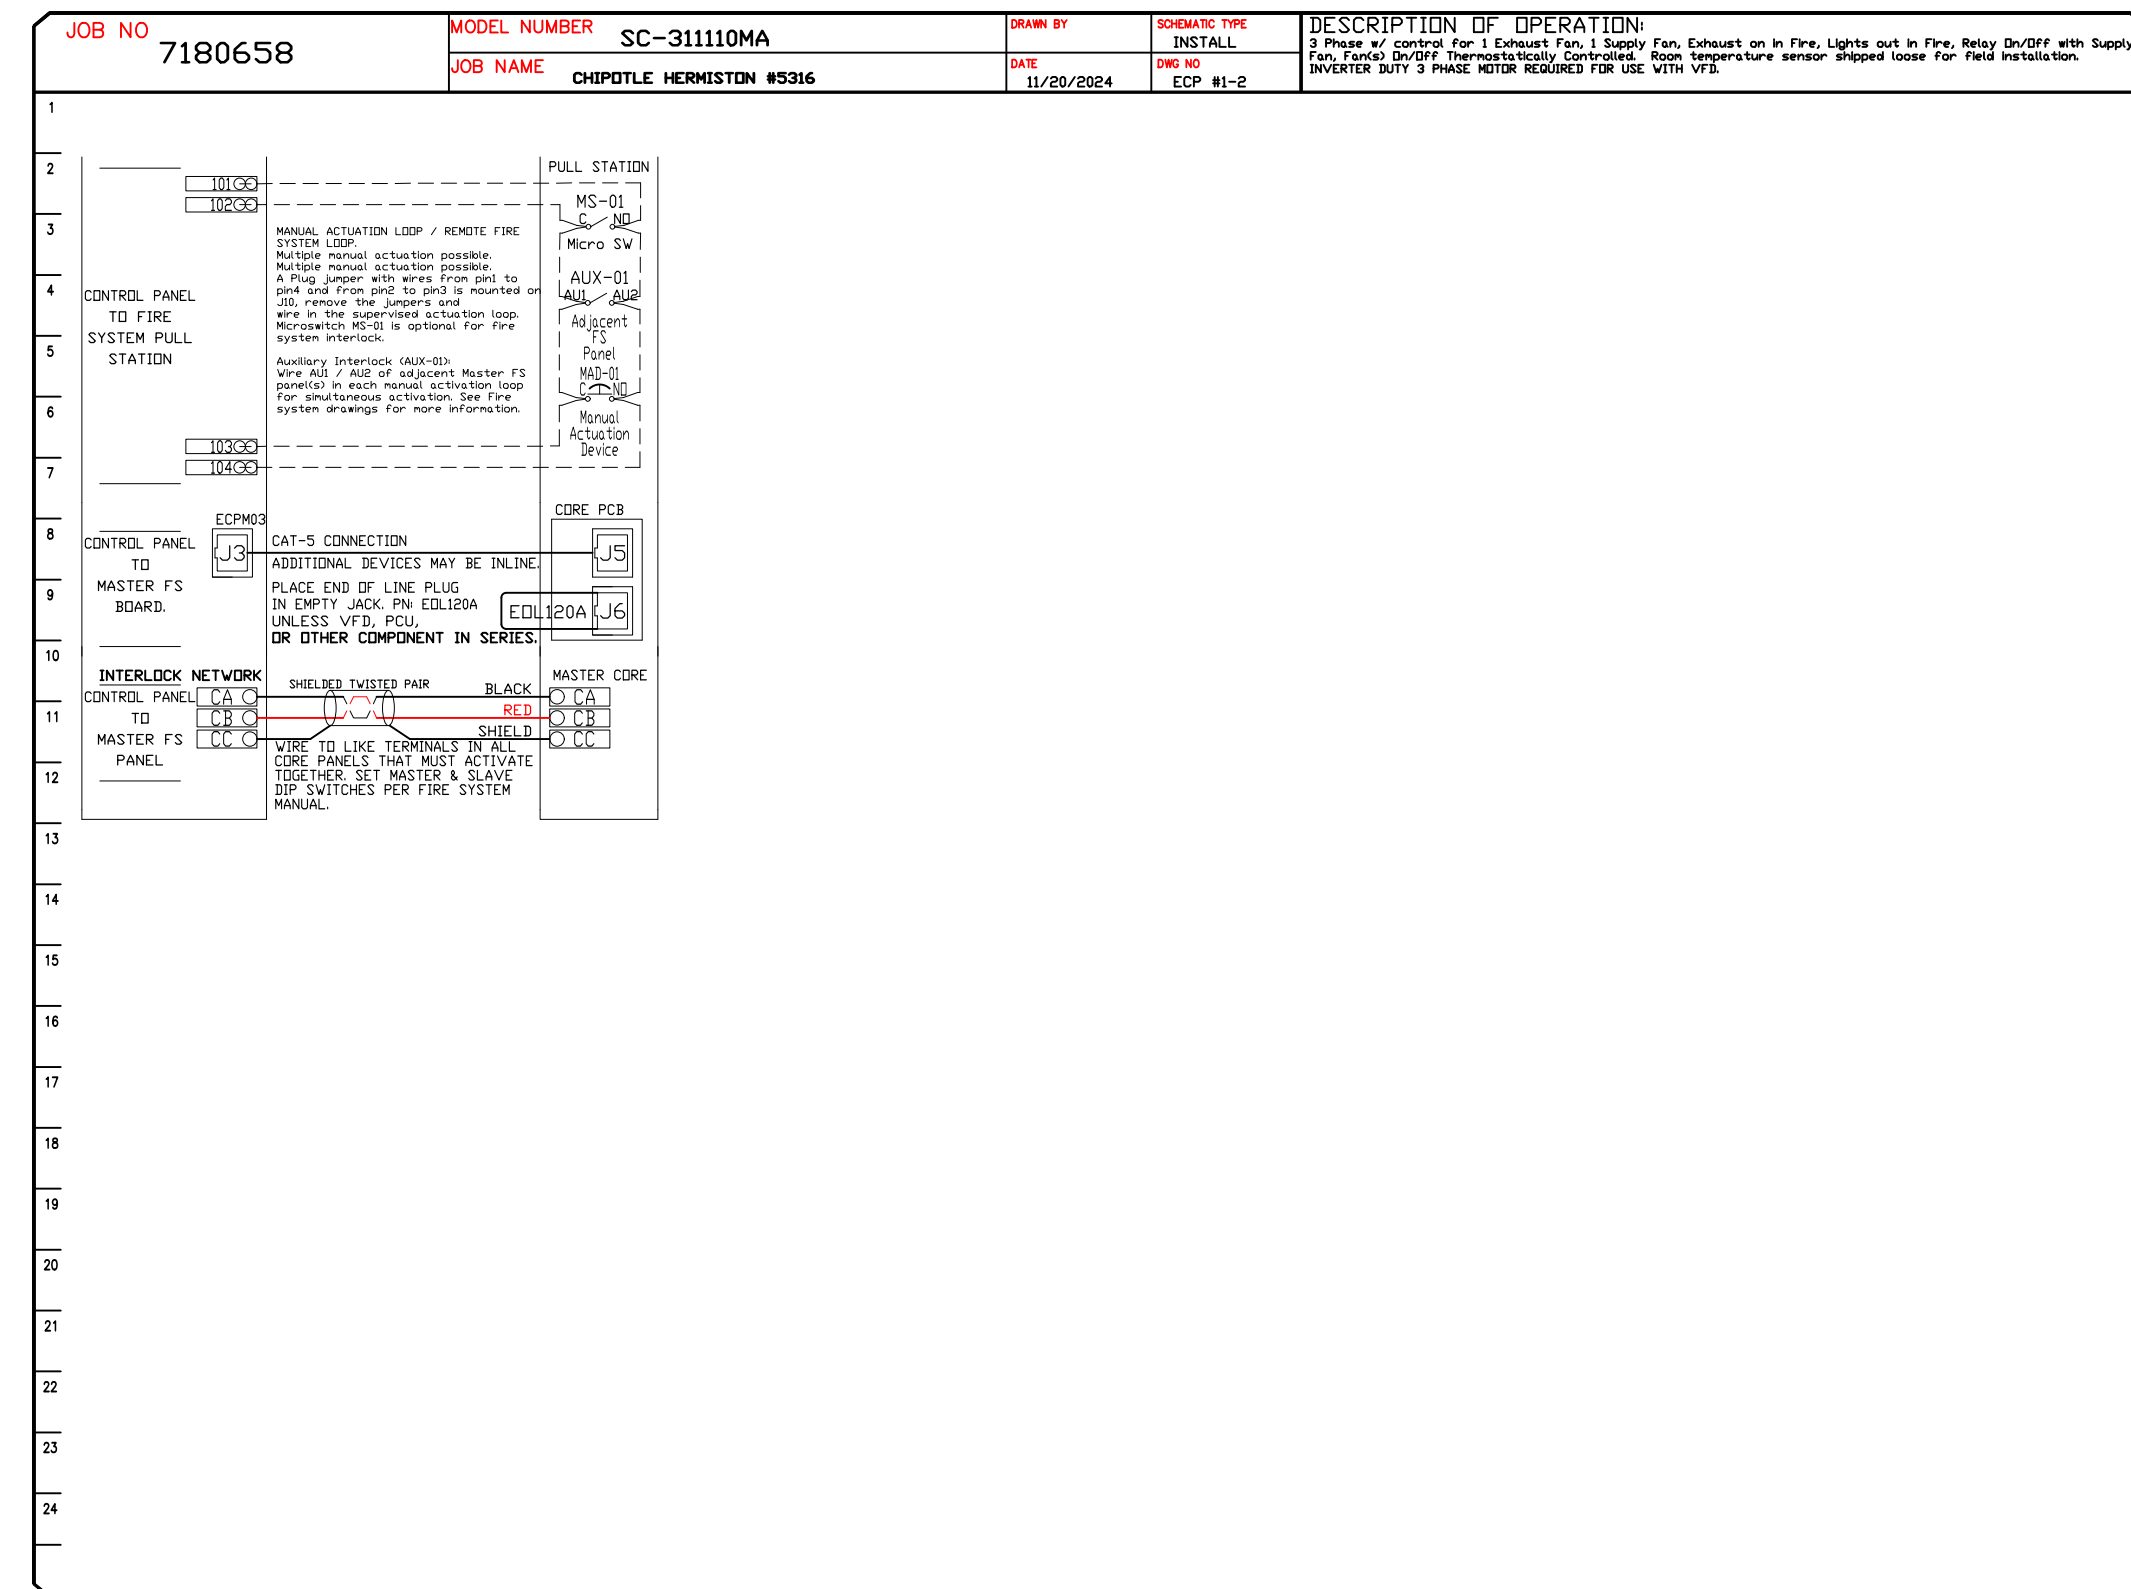 JOB NO
7180658
MODEL NUMBER
SC-311110MA
JOB NAME
CHIPOTLE HERMISTON #5316
DRAWN BY
DATE
11/20/2024
SCHEMATIC TYPE
INSTALL
DWG NO
ECP #1-2
DESCRIPTION OF OPERATION:
3 Phase w/ control for 1 Exhaust Fan, 1 Supply Fan, Exhaust on in Fire, Lights out in Fire, Relay On/Off with Supply
Fan, Fan(s) On/Off Thermostatically Controlled. Room temperature sensor shipped loose for field installation.
INVERTER DUTY 3 PHASE MOTOR REQUIRED FOR USE WITH VFD.
1
2
3
4
5
6
7
8
9
10
11
12
13
14
15
16
17
18
19
20
21
22
23
24
CONTROL PANEL
TO FIRE
SYSTEM PULL
STATION
101
102
103
104
MANUAL ACTUATION LOOP / REMOTE FIRE
SYSTEM LOOP.
Multiple manual actuation possible.
Multiple manual actuation possible.
A Plug jumper with wires from pin1 to
pin4 and from pin2 to pin3 is mounted on
J10, remove the jumpers and
wire in the supervised actuation loop.
Microswitch MS-01 is optional for fire
system interlock.
Auxiliary Interlock (AUX-01):
Wire AU1 / AU2 of adjacent Master FS
panel(s) in each manual activation loop
for simultaneous activation. See Fire
system drawings for more information.
PULL STATION
MS-01
C NO
Micro SW
AUX-01
AU1 AU2
Adjacent
FS
Panel
MAD-01
C NO
Manual
Actuation
Device
CONTROL PANEL
TO
MASTER FS
BOARD.
ECPM03
J3
CAT-5 CONNECTION
ADDITIONAL DEVICES MAY BE INLINE.
PLACE END OF LINE PLUG
IN EMPTY JACK. PN: EOL120A
UNLESS VFD, PCU,
OR OTHER COMPONENT IN SERIES.
CORE PCB
J5
EOL120A
J6
INTERLOCK NETWORK
CONTROL PANEL
TO
MASTER FS
PANEL
CA
CB
CC
SHIELDED TWISTED PAIR
BLACK
RED
SHIELD
MASTER CORE
CA
CB
CC
WIRE TO LIKE TERMINALS IN ALL
CORE PANELS THAT MUST ACTIVATE
TOGETHER. SET MASTER & SLAVE
DIP SWITCHES PER FIRE SYSTEM
MANUAL.